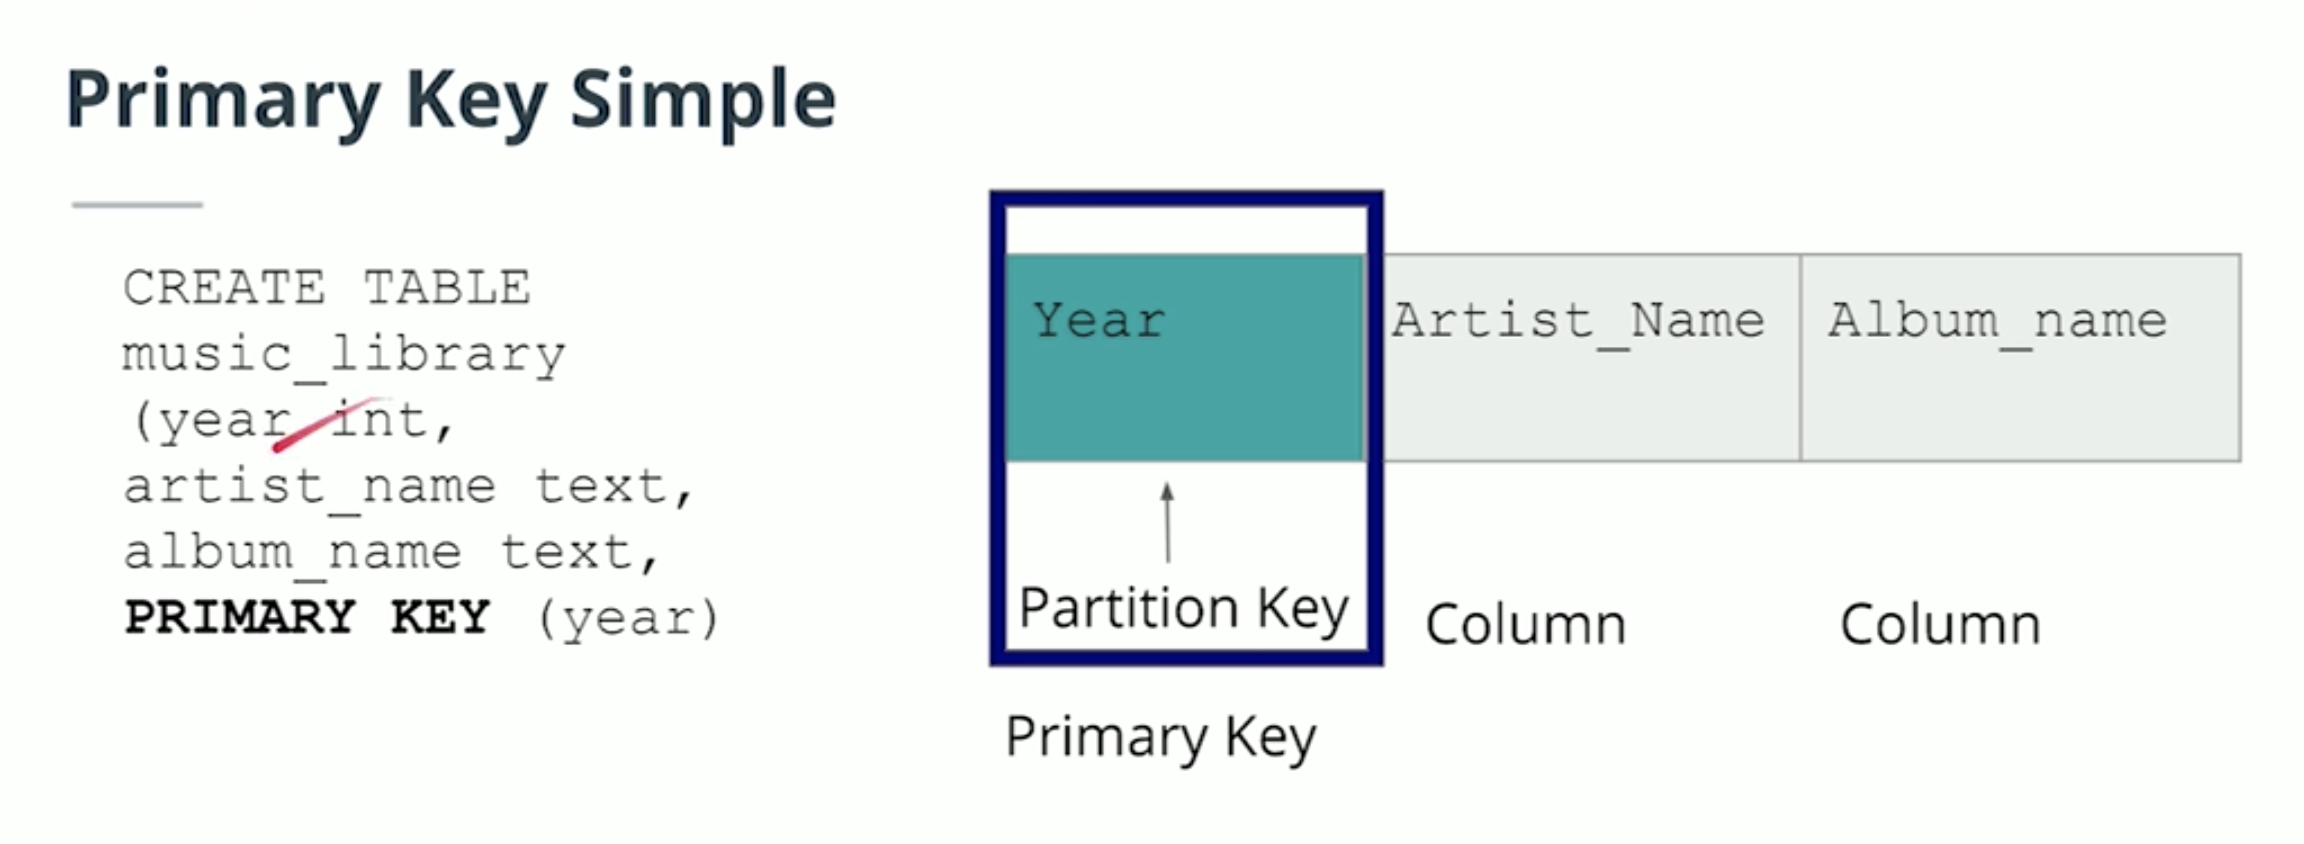 Primary Key Simple
CREATE TABLE
music_library
(year int,
artist_name text,
album_name text,
PRIMARY KEY (year)
Year
Artist_Name
Album_name
Partition Key
Column
Column
Primary Key